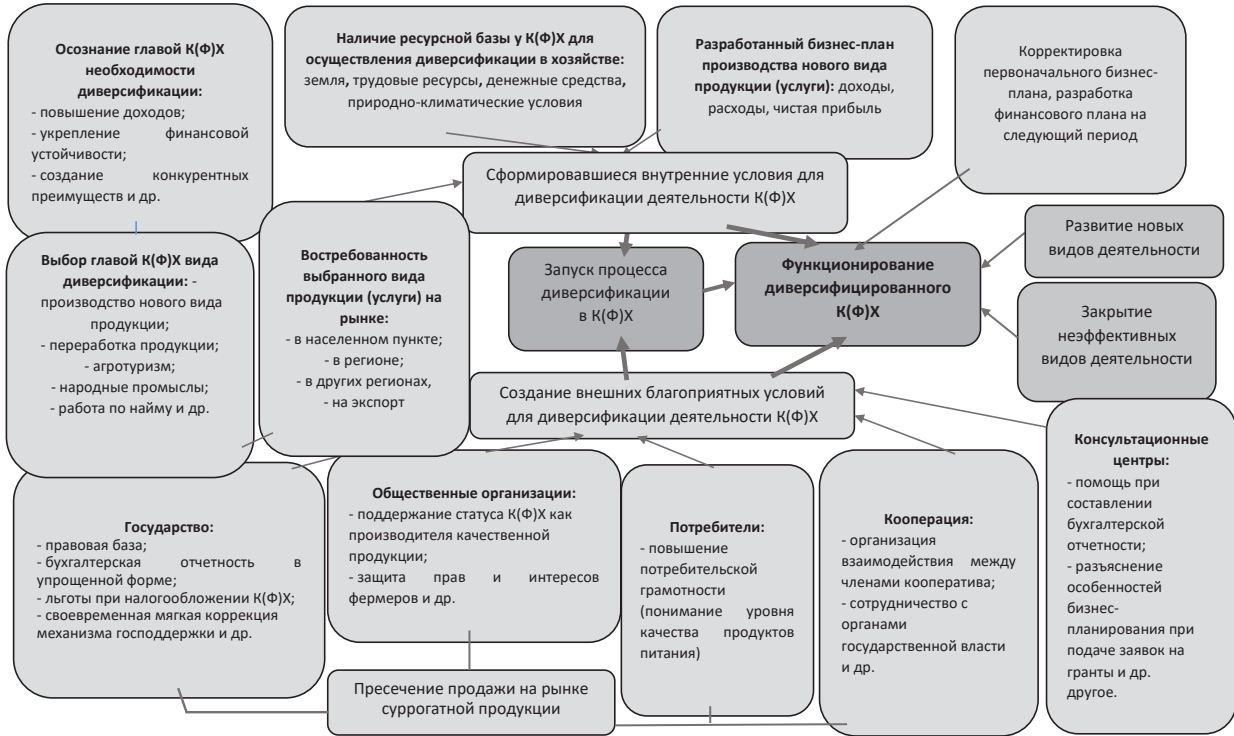 Осознание главой К(Ф)Х
необходимости
диверсификации:
- повышение доходов;
- укрепление финансовой
устойчивости;
- создание конкурентных
преимуществ и др.
Наличие ресурсной базы у К(Ф)Х для
осуществления диверсификации в хозяйстве:
земля, трудовые ресурсы, денежные средства,
природно-климатические условия
Разработанный бизнес-план
производства нового вида
продукции (услуги): доходы,
расходы, чистая прибыль
Корректировка
первоначального бизнес-
плана, разработка
финансового плана на
следующий период
Сформировавшиеся внутренние условия для
диверсификации деятельности К(Ф)Х
Выбор главой К(Ф)Х вида
диверсификации: -
производство нового вида
продукции;
- переработка продукции;
- агротуризм;
- народные промыслы;
- работа по найму и др.
Востребованность
выбранного вида
продукции (услуги) на
рынке:
- в населенном пункте;
- в регионе;
- в других регионах,
- на экспорт
Запуск процесса
диверсификации
в К(Ф)Х
Функционирование
диверсифицированного
К(Ф)Х
Развитие новых
видов деятельности
Закрытие
неэффективных
видов деятельности
Создание внешних благоприятных условий
для диверсификации деятельности К(Ф)Х
Государство:
- правовая база;
- бухгалтерская отчетность в
упрощенной форме;
- льготы при налогообложении К(Ф)Х;
- своевременная мягкая коррекция
механизма господдержки и др.
Общественные организации:
- поддержание статуса К(Ф)Х как
производителя качественной
продукции;
- защита прав и интересов
фермеров и др.
Потребители:
- повышение
потребительской
грамотности
(понимание уровня
качества продуктов
питания)
Кооперация:
- организация
взаимодействия между
членами кооператива;
- сотрудничество с
органами
государственной власти
и др.
Консультационные
центры:
- помощь при
составлении
бухгалтерской
отчетности;
- разъяснение
особенностей
бизнес-
планирования при
подаче заявок на
гранты и др.
другое.
Пресечение продажи на рынке
суррогатной продукции